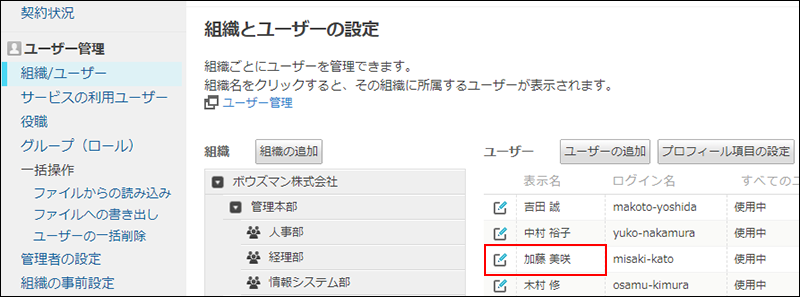 契約状況
ユーザー管理
組織/ユーザー
サービスの利用ユーザー
役職
グループ（ロール）
一括操作
ファイルからの読み込み
ファイルへの書き出し
ユーザーの一括削除
管理者の設定
組織の事前設定
組織とユーザーの設定
組織ごとにユーザーを管理できます。
組織名をクリックすると、その組織に所属するユーザーが表示されます。
ユーザー管理
組織 組織の追加
ボウズマン株式会社
管理本部
人事部
経理部
情報システム部
ユーザー ユーザーの追加 プロフィール項目の設定
表示名 ログイン名 すべてのユ
吉田 誠 makoto-yoshida 使用中
中村 裕子 yuko-nakamura 使用中
加藤 美咲 misaki-kato 使用中
木村 修 osamu-kimura 使用中